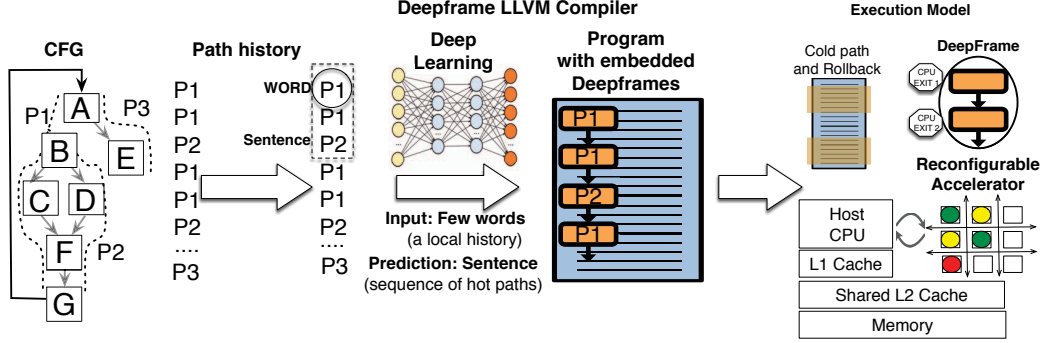 Deepframe LLVM Compiler
Execution Model
CFG
P1
A
P3
B
E
C
D
F
P2
G
Path history
P1
P1
P2
P1
P1
P2
....
P3
WORD
Sentence
P1
P1
P2
P1
P1
P2
....
P3
Deep
Learning
...
...
...
...
Input: Few words
(a local history)
Prediction: Sentence
(sequence of hot paths)
Program
with embedded
Deepframes
P1
P1
P2
P1
Cold path
and Rollback
DeepFrame
CPU
EXIT 1
CPU
EXIT 2
Reconfigurable
Accelerator
Host
CPU
L1 Cache
Shared L2 Cache
Memory